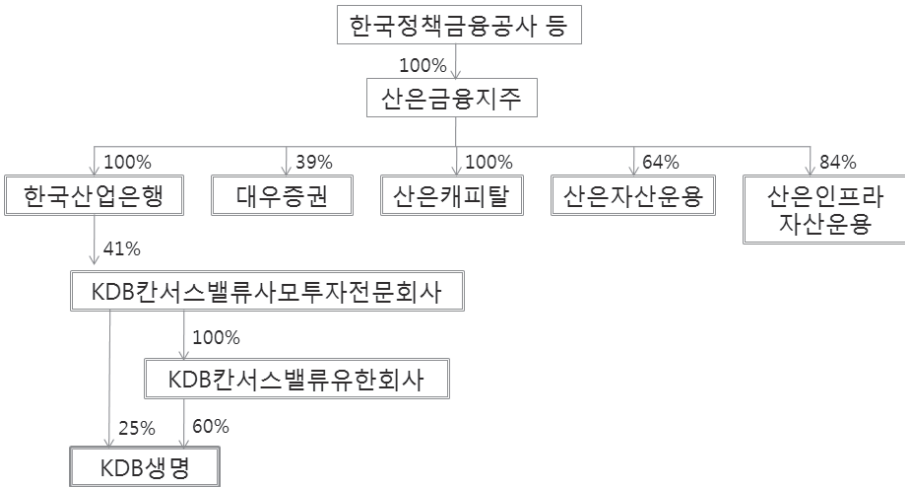 한국정책금융공사 등
100%
산은금융지주
100%
39%
100%
64%
84%
한국산업은행
대우증권
산은캐피탈
산은자산운용
산은인프라
자산운용
41%
KDB칸서스밸류사모투자전문회사
100%
KDB칸서스밸류유한회사
25%
60%
KDB생명